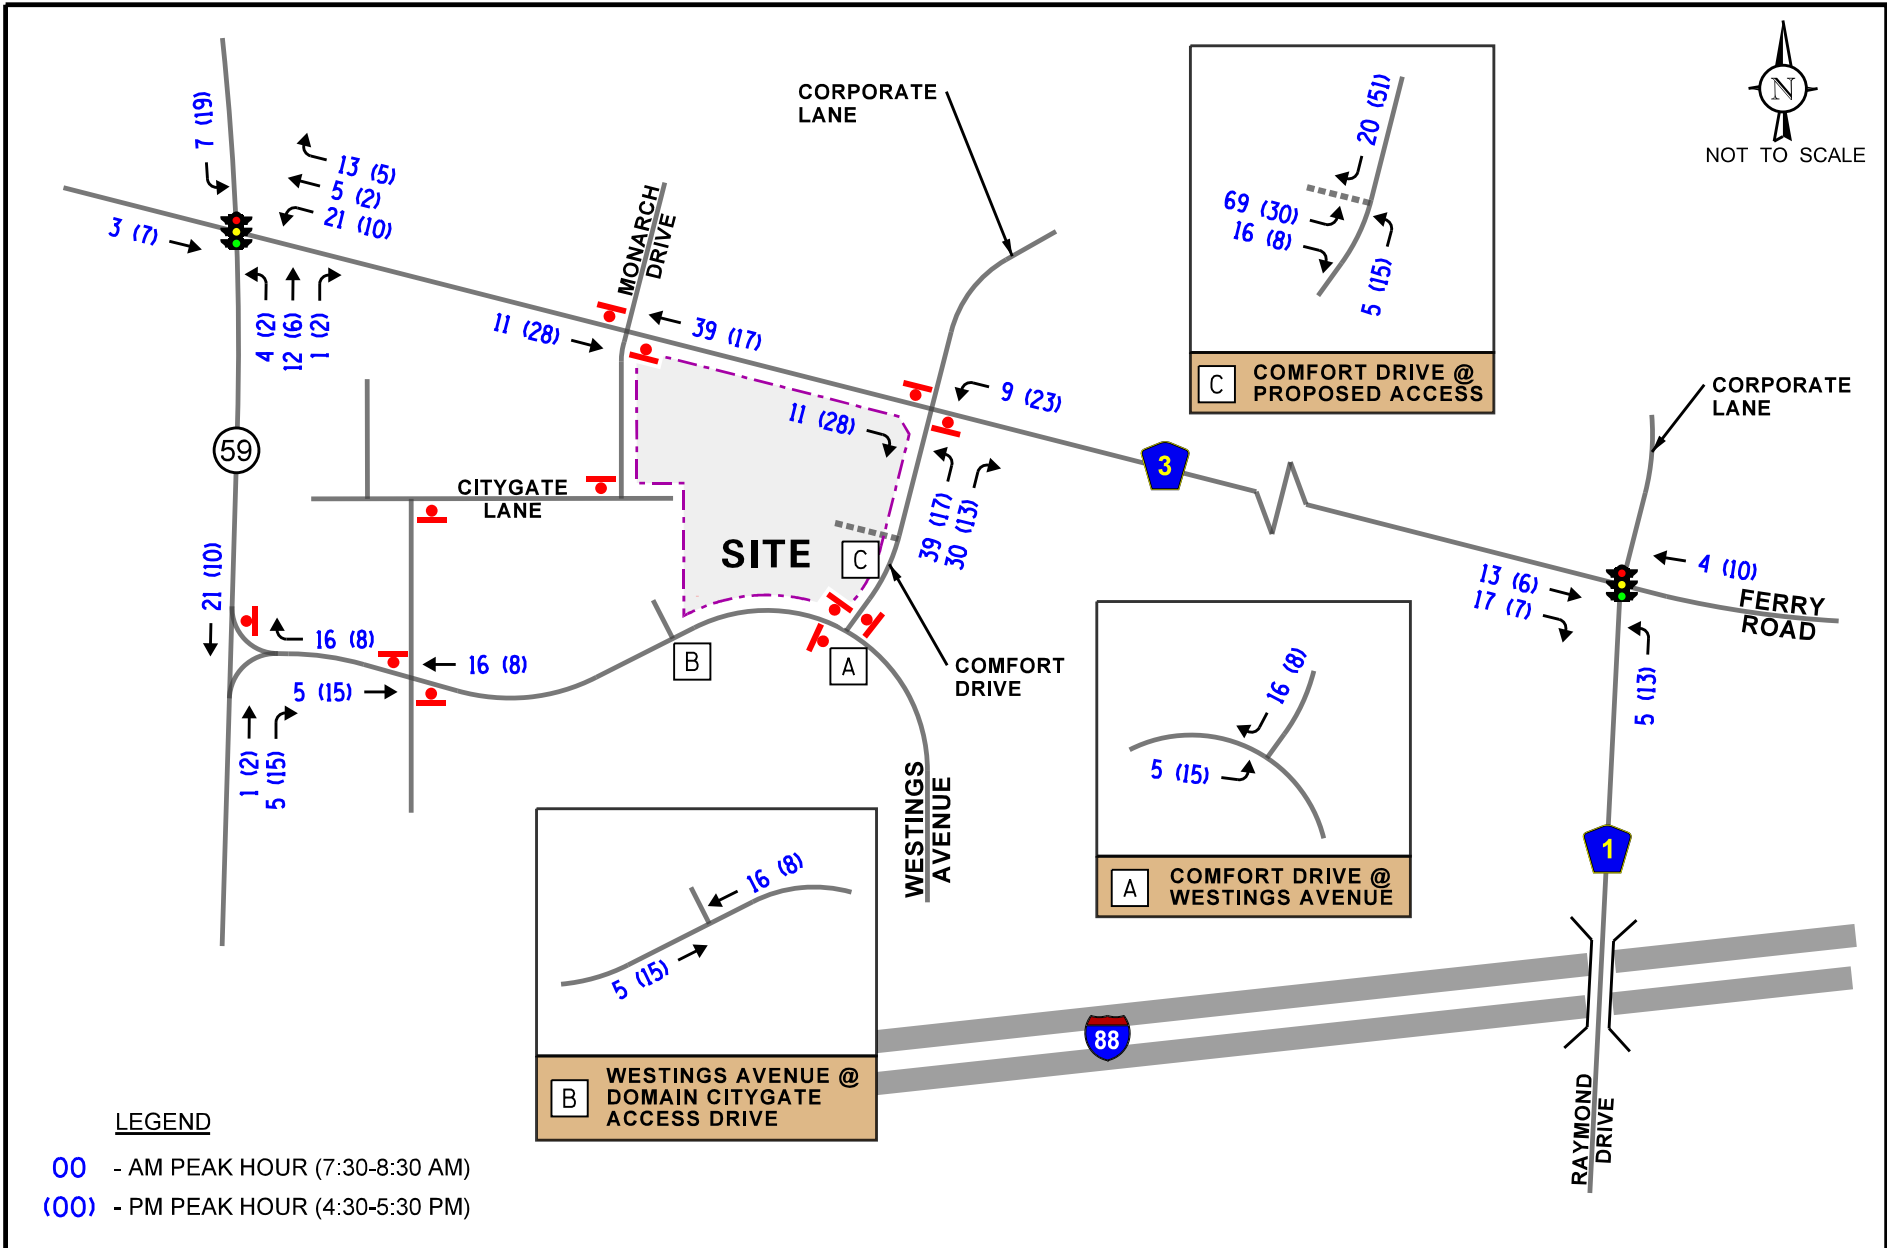 CORPORATE
LANE
N
NOT TO SCALE
7 (19)
13 (5)
5 (2)
21 (10)
3 (7)
4 (2)
12 (6)
1 (2)
MONARCH
DRIVE
11 (28)
39 (17)
9 (23)
11 (28)
39 (17)
30 (13)
20 (51)
69 (30)
16 (8)
5 (15)
C
COMFORT DRIVE @
PROPOSED ACCESS
CORPORATE
LANE
3
59
CITYGATE
LANE
SITE
C
21 (10)
16 (8)
16 (8)
5 (15)
1 (2)
5 (15)
B
A
COMFORT
DRIVE
WESTINGS
AVENUE
13 (6)
17 (7)
4 (10)
FERRY
ROAD
5 (13)
1
16 (8)
5 (15)
A
COMFORT DRIVE @
WESTINGS AVENUE
16 (8)
5 (15)
B
WESTINGS AVENUE @
DOMAIN CITYGATE
ACCESS DRIVE
88
RAYMOND
DRIVE
LEGEND
00 - AM PEAK HOUR (7:30-8:30 AM)
(00) - PM PEAK HOUR (4:30-5:30 PM)